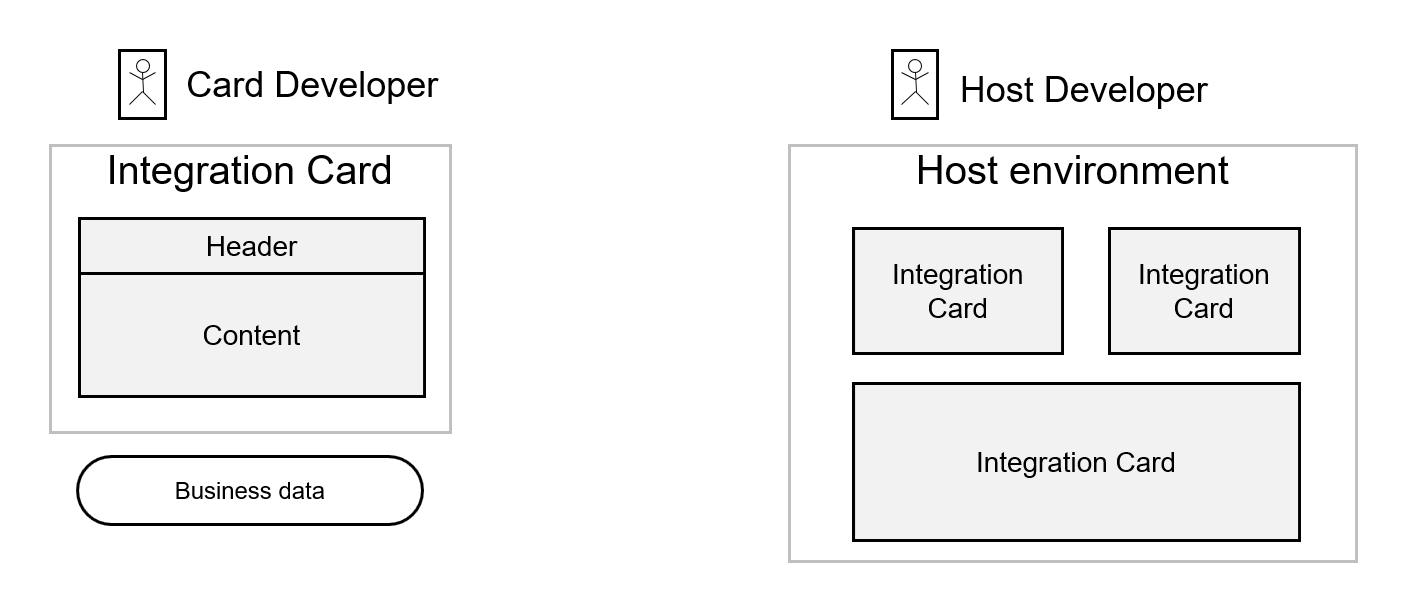 Card Developer
Integration Card
Header
Content
Business data
Host Developer
Host environment
Integration
Card
Integration
Card
Integration Card